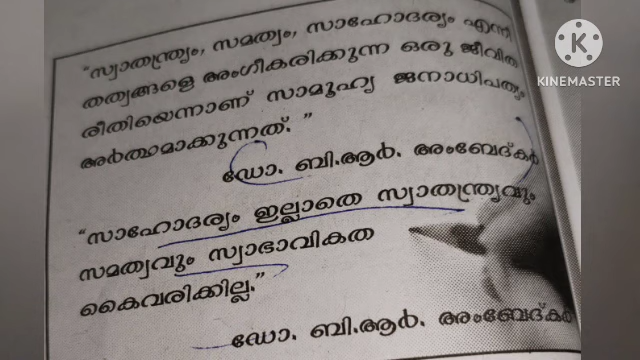 "സ്വാതന്ത്ര്യം, സമത്വം, സാഹോദര്യം എന്നീ
തത്വങ്ങളെ അംഗീകരിക്കുന്ന ഒരു ജീവിത
രീതിയെന്നാണ് സാമൂഹ്യ ജനാധിപത്യം
അർത്ഥമാക്കുന്നത്. "
ഡോ. ബി.ആർ. അംബേദ്കർ
"സാഹോദര്യം ഇല്ലാതെ സ്വാതന്ത്ര്യവും
സമത്വവും സ്വാഭാവികത
കൈവരിക്കില്ല."
ഡോ. ബി.ആർ. അംബേദ്കർ
KINEMASTER